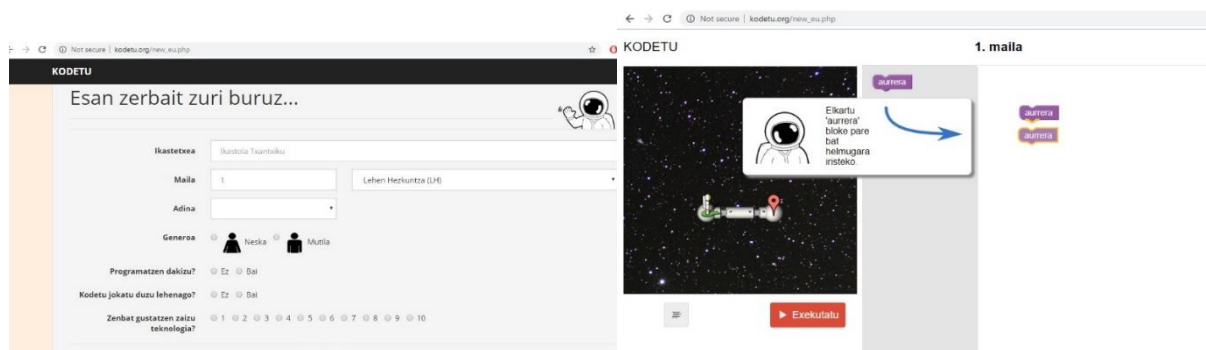 Not secure | kodetu.org/new_eu.php
KODETU
Esan zerbait zuri buruz...
Ikastetxea Ikastola Txantxiku
Maila 1 Lehen Hezkuntza (LH)
Adina
Generoa Neska Mutila
Programatzen dakizu? Ez Bai
Kodetu jokatu duzu lehenago? Ez Bai
Zenbat gustatzen zaizu 1 2 3 4 5 6 7 8 9 10
teknologia?
Not secure | kodetu.org/new_eu.php
KODETU 1. maila
aurrera
Elkartu
'aurrera'
bloke pare
bat
helmugara
iristeko.
aurrera
aurrera
Exekutatu